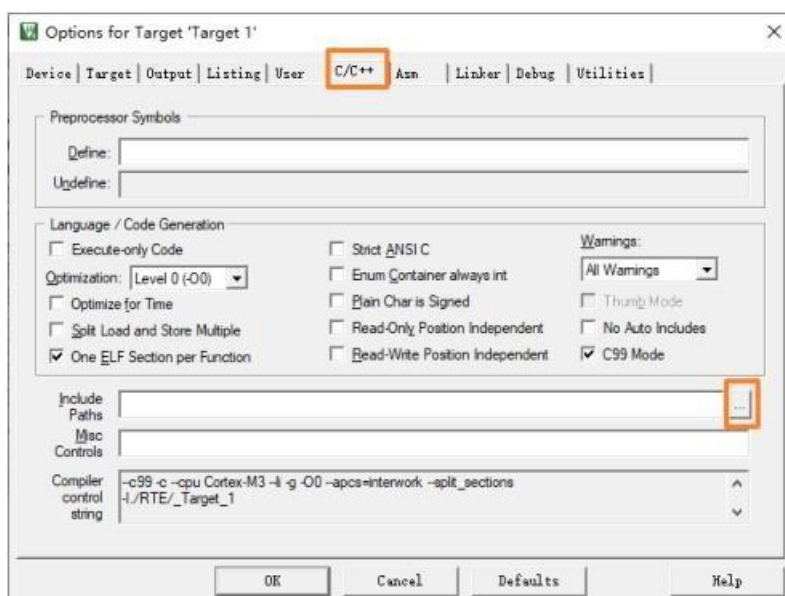 Options for Target 'Target 1'
Device | Target | Output | Listing | User C/C++ Asm | Linker | Debug | Utilities |
Preprocessor Symbols
Define:
Undefine:
Language / Code Generation
Execute-only Code
Strict ANSI C
Warnings:
Optimization: Level 0 (-O0)
Enum Container always int
All Warnings
Optimize for Time
Plain Char is Signed
Thumb Mode
Split Load and Store Multiple
Read-Only Position Independent
No Auto Includes
One ELF Section per Function
Read-Write Position Independent
C99 Mode
Include
Paths
...
Misc
Controls
Compiler
control
string
--c99 -c --cpu Cortex-M3 -li -g -O0 --apcs=interwork --split_sections
-I./RTE/_Target_1
OK Cancel Defaults Help